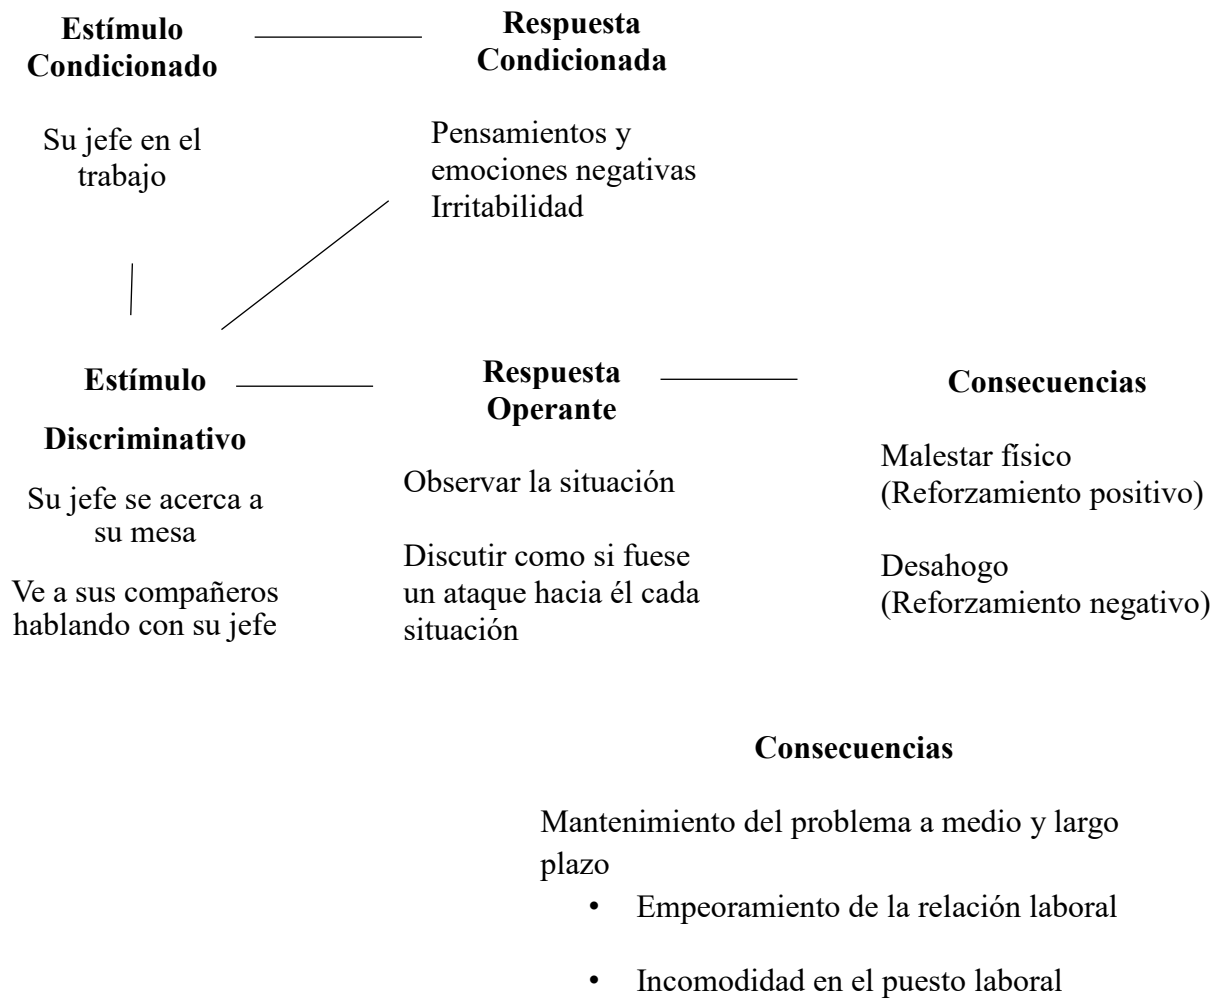 Estímulo
Condicionado
Respuesta
Condicionada
Su jefe en el
trabajo
Pensamientos y
emociones negativas
Irritabilidad
Estímulo
Discriminativo
Su jefe se acerca a
su mesa
Ve a sus compañeros
hablando con su jefe
Respuesta
Operante
Observar la situación
Discutir como si fuese
un ataque hacia él cada
situación
Consecuencias
Malestar físico
(Reforzamiento positivo)
Desahogo
(Reforzamiento negativo)
Consecuencias
Mantenimiento del problema a medio y largo
plazo
• Empeoramiento de la relación laboral
• Incomodidad en el puesto laboral